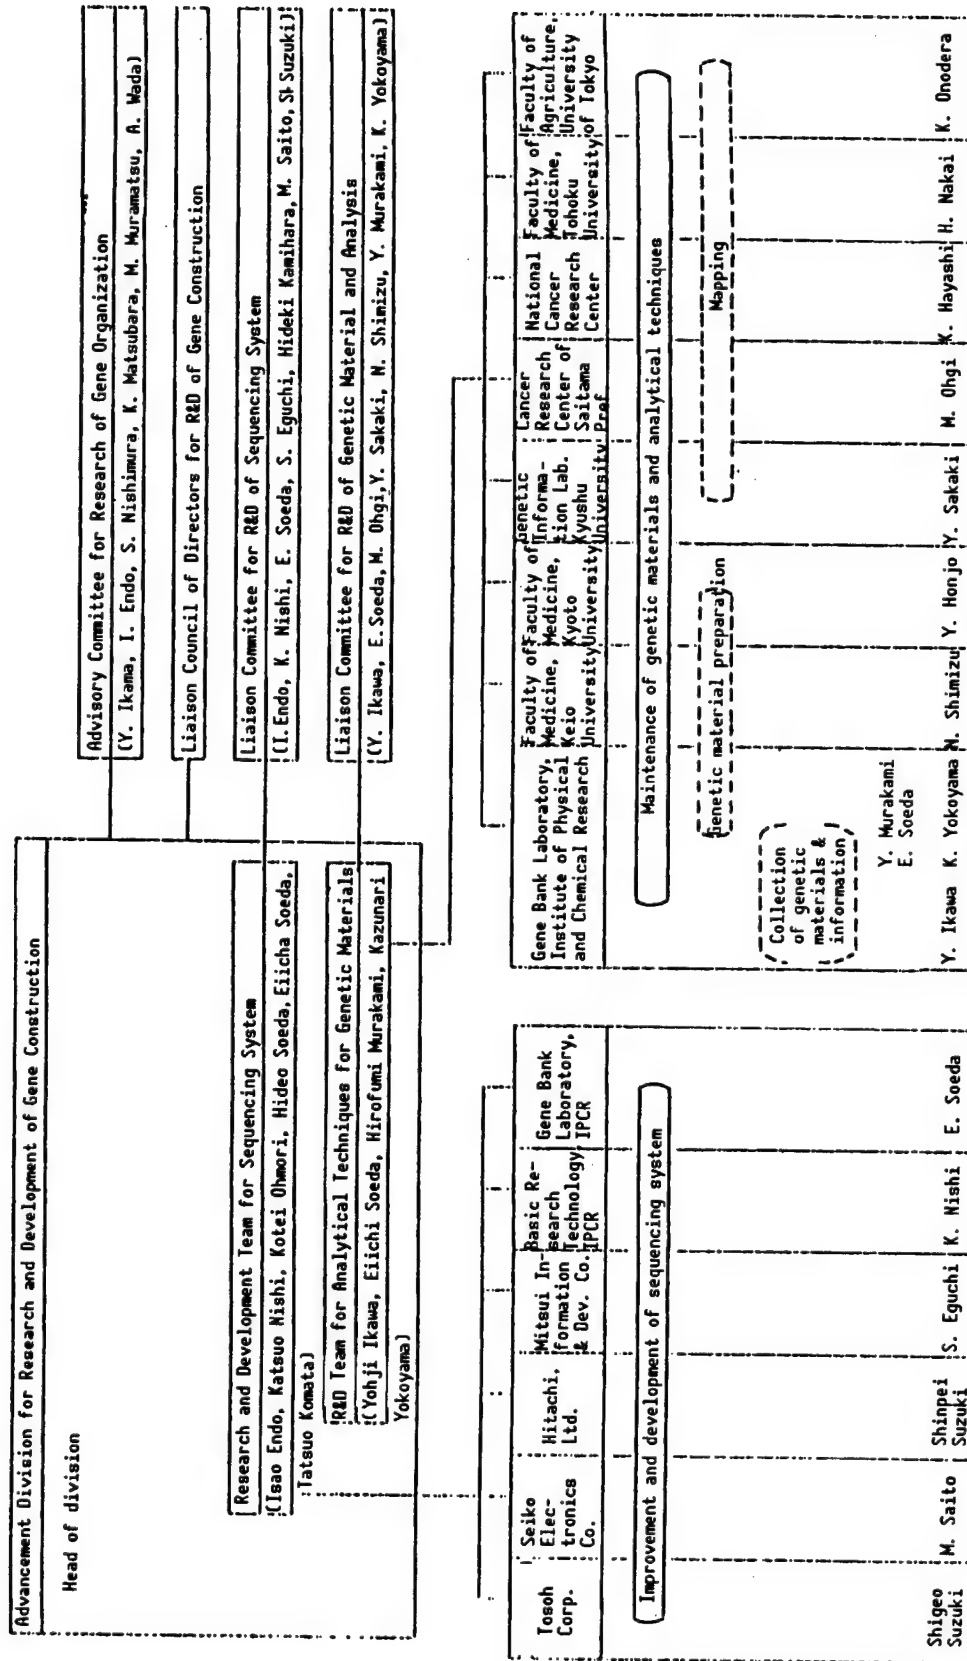 Advancement Division for Research and Development of Gene Construction
Head of division
Research and Development Team for Sequencing System
(Isao Endo, Katsuo Nishi, Kotei Ohmori, Hideo Soeda, Eiicha Soeda,
Tatsuo Komata)
R&D Team for Analytical Techniques for Genetic Materials
(Yohji Ikawa, Eiichi Soeda, Hirofumi Murakami, Kazunari
Yokoyama)
Advisory Committee for Research of Gene Organization
(Y. Ikama, I. Endo, S. Nishimura, K. Matsubara, M. Muramatsu, A. Wada)
Liaison Council of Directors for R&D of Gene Construction
Liaison Committee for R&D of Sequencing System
(I.Endo, K. Nishi, E. Soeda, S. Eguchi, Hideki Kamihara, M. Saito, St Suzuki)
Liaison Committee for R&D of Genetic Material and Analysis
(Y. Ikawa, E.Soeda, M. Ohgi, Y. Sakaki, N. Shimizu, Y. Murakami, K. Yokoyama)
Tosoh
Corp.
Seiko
Elec-
tronics
Co.
Hitachi,
Ltd.
Mitsui In-
formation
& Dev. Co.
Basic Re-
search
Technology
IPCR
Gene Bank
Laboratory,
IPCR
Improvement and development of sequencing system
Shigeo
Suzuki
M. Saito
Shinpei
Suzuki
S. Eguchi
K. Nishi
E. Soeda
Gene Bank Laboratory,
Institute of Physical
and Chemical Research
Faculty of
Medicine,
Keio
University
Faculty of
Medicine,
Kyoto
University
Genetic
Informa-
tion Lab.
Kyushu
University
Cancer
Research
Center of
Saitama
Pref
National
Cancer
Research
Center
Faculty of
Medicine,
Tohoku
University
Faculty of
Agriculture,
University
of Tokyo
Maintenance of genetic materials and analytical techniques
Genetic material preparation
Mapping
Collection
of genetic
materials &
information
Y. Murakami
E. Soeda
Y. Ikawa K. Yokoyama
N. Shimizu
Y. Honjo
Y. Sakaki
M. Ohgi
K. Hayashi
H. Nakai
K. Onodera